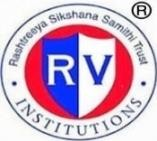 ®
Rashtreeya Sikshana Samithi Trust
RV
• INSTITUTIONS •